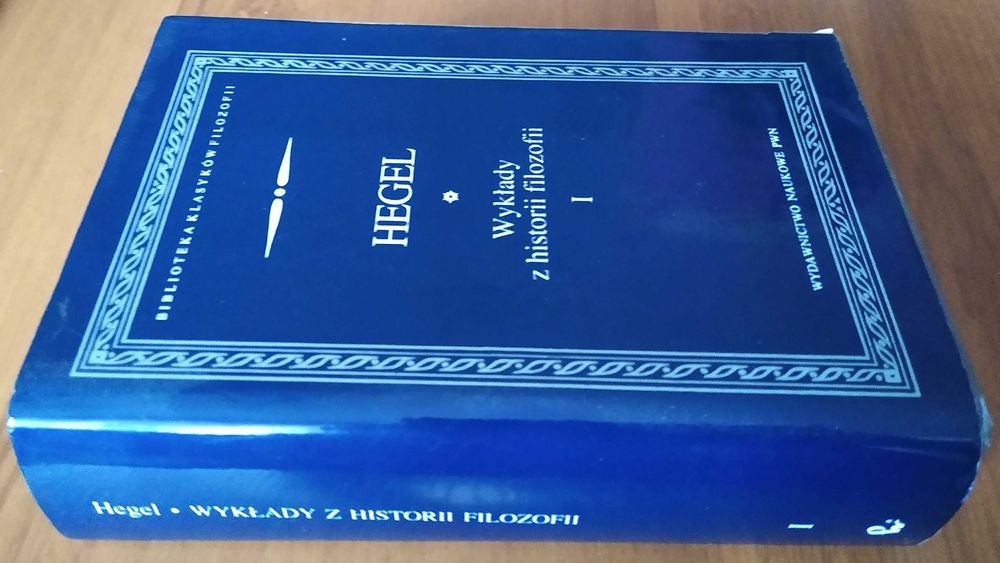 BIBLIOTEKA KLASYKÓW FILOZOFII
HEGEL
Wykłady
z historii filozofii
I
WYDAWNICTWO NAUKOWE PWN
Hegel • WYKŁADY Z HISTORII FILOZOFII
I